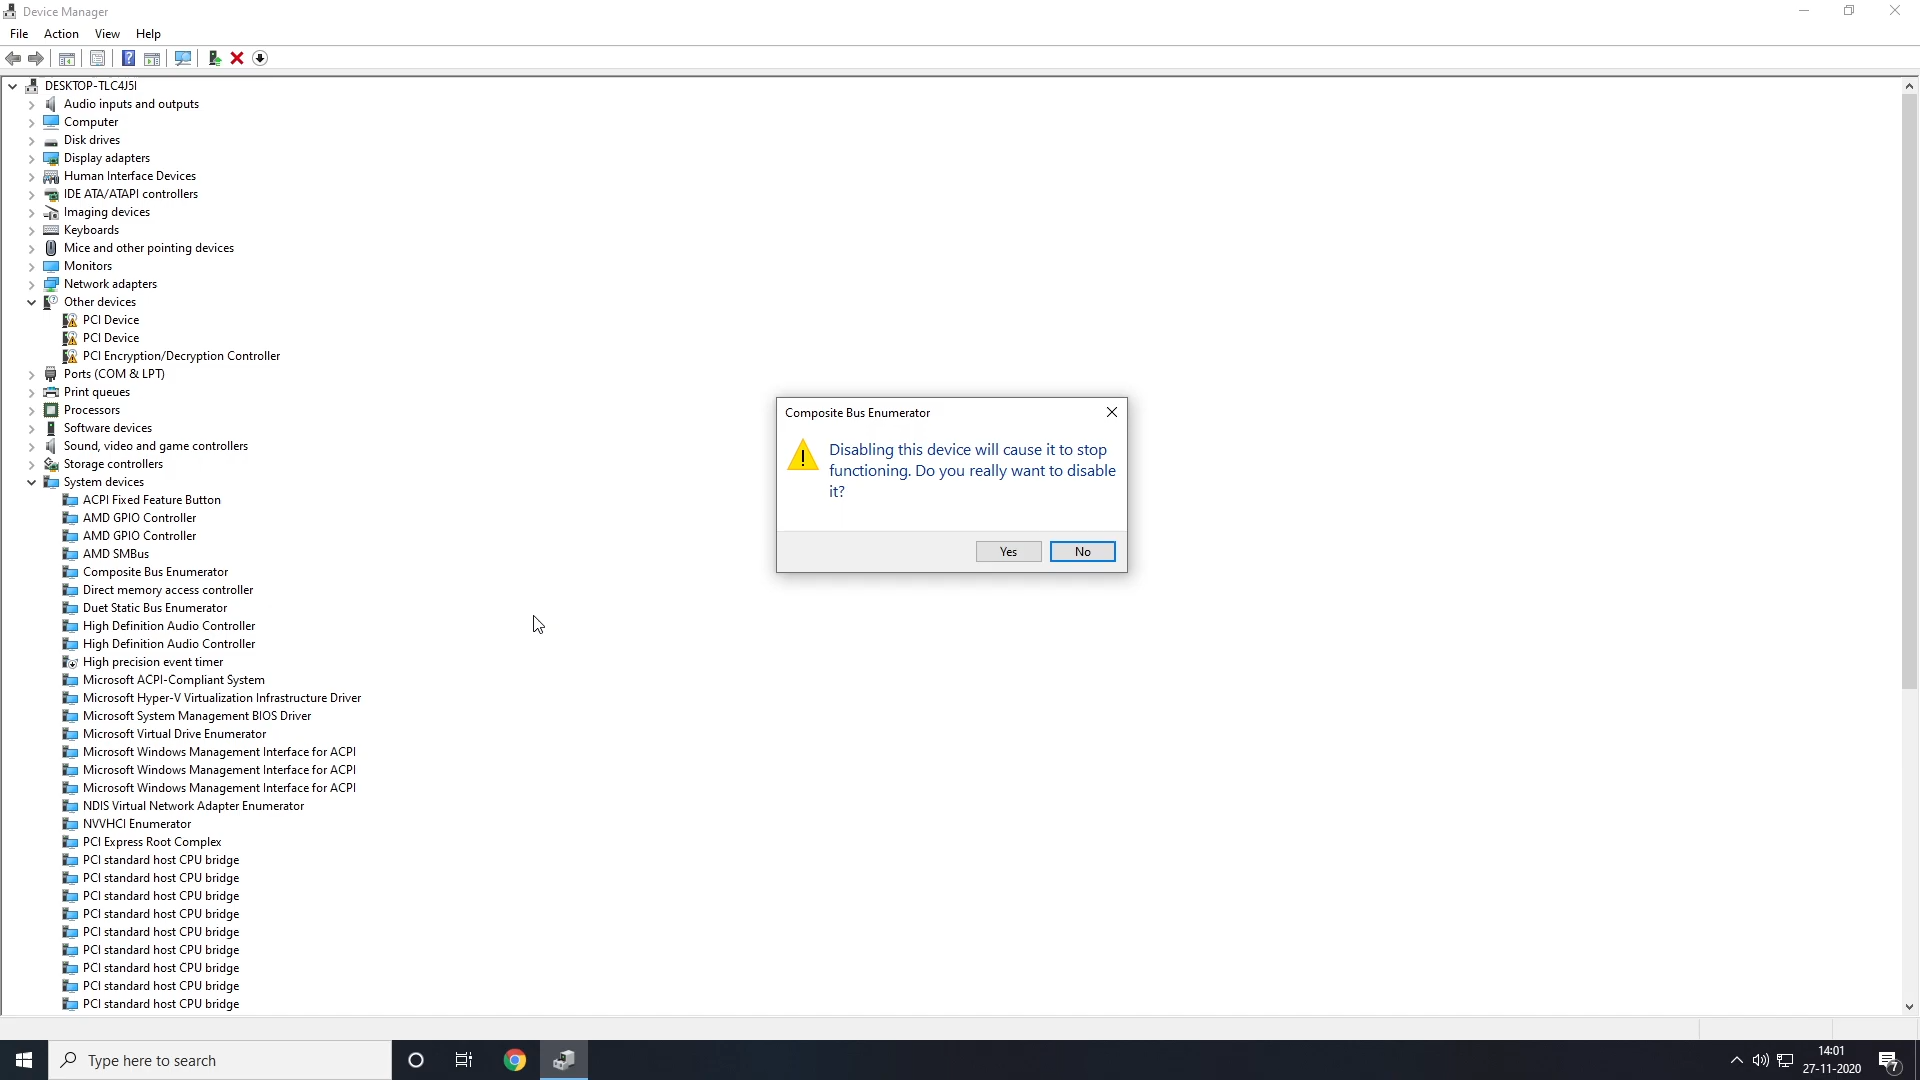 Device Manager
File Action View Help
DESKTOP-TLC4J5I
Audio inputs and outputs
Computer
Disk drives
Display adapters
Human Interface Devices
IDE ATA/ATAPI controllers
Imaging devices
Keyboards
Mice and other pointing devices
Monitors
Network adapters
Other devices
PCI Device
PCI Device
PCI Encryption/Decryption Controller
Ports (COM & LPT)
Print queues
Processors
Software devices
Sound, video and game controllers
Storage controllers
System devices
ACPI Fixed Feature Button
AMD GPIO Controller
AMD GPIO Controller
AMD SMBus
Composite Bus Enumerator
Direct memory access controller
Duet Static Bus Enumerator
High Definition Audio Controller
High Definition Audio Controller
High precision event timer
Microsoft ACPI-Compliant System
Microsoft Hyper-V Virtualization Infrastructure Driver
Microsoft System Management BIOS Driver
Microsoft Virtual Drive Enumerator
Microsoft Windows Management Interface for ACPI
Microsoft Windows Management Interface for ACPI
Microsoft Windows Management Interface for ACPI
NDIS Virtual Network Adapter Enumerator
NVVHCI Enumerator
PCI Express Root Complex
PCI standard host CPU bridge
PCI standard host CPU bridge
PCI standard host CPU bridge
PCI standard host CPU bridge
PCI standard host CPU bridge
PCI standard host CPU bridge
PCI standard host CPU bridge
PCI standard host CPU bridge
PCI standard host CPU bridge
Composite Bus Enumerator
Disabling this device will cause it to stop
functioning. Do you really want to disable
it?
Yes No
Type here to search
14:01
27-11-2020
7